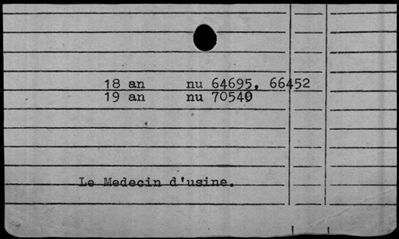 18 an nu 64695, 66452
19 an nu 70540
Le Medecin d'usine.